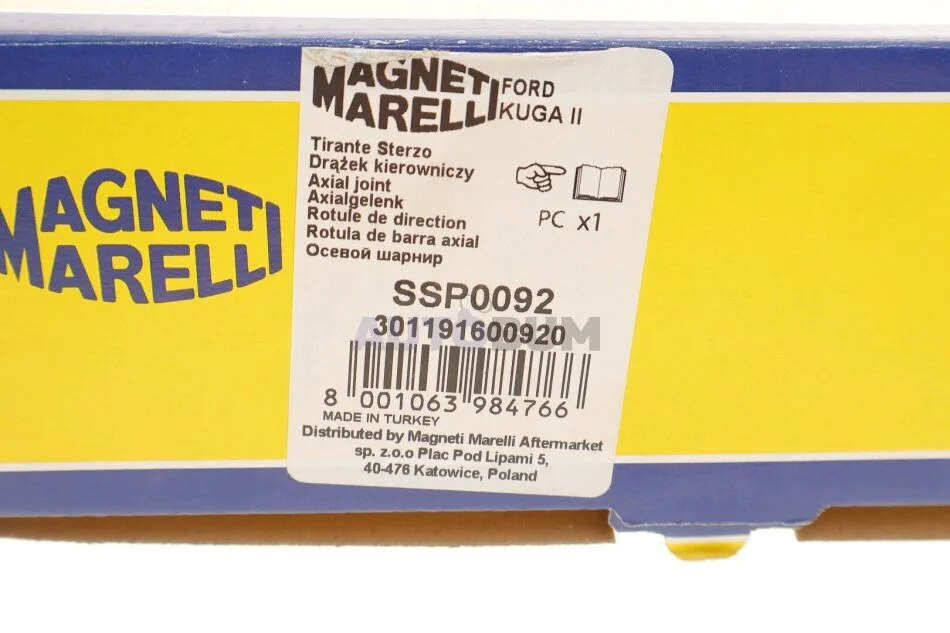 MAGNETI
MARELLI
MAGNETI
MARELLI
FORD
KUGA II
Tirante Sterzo
Drążek kierowniczy
Axial joint
Axialgelenk
Rotule de direction
Rotula de barra axial
Осевой шарнир
PC x1
SSP0092
301191600920
AUTOBUM
8 001063 984766
MADE IN TURKEY
Distributed by Magneti Marelli Aftermarket
sp. z.o.o Plac Pod Lipami 5,
40-476 Katowice, Poland